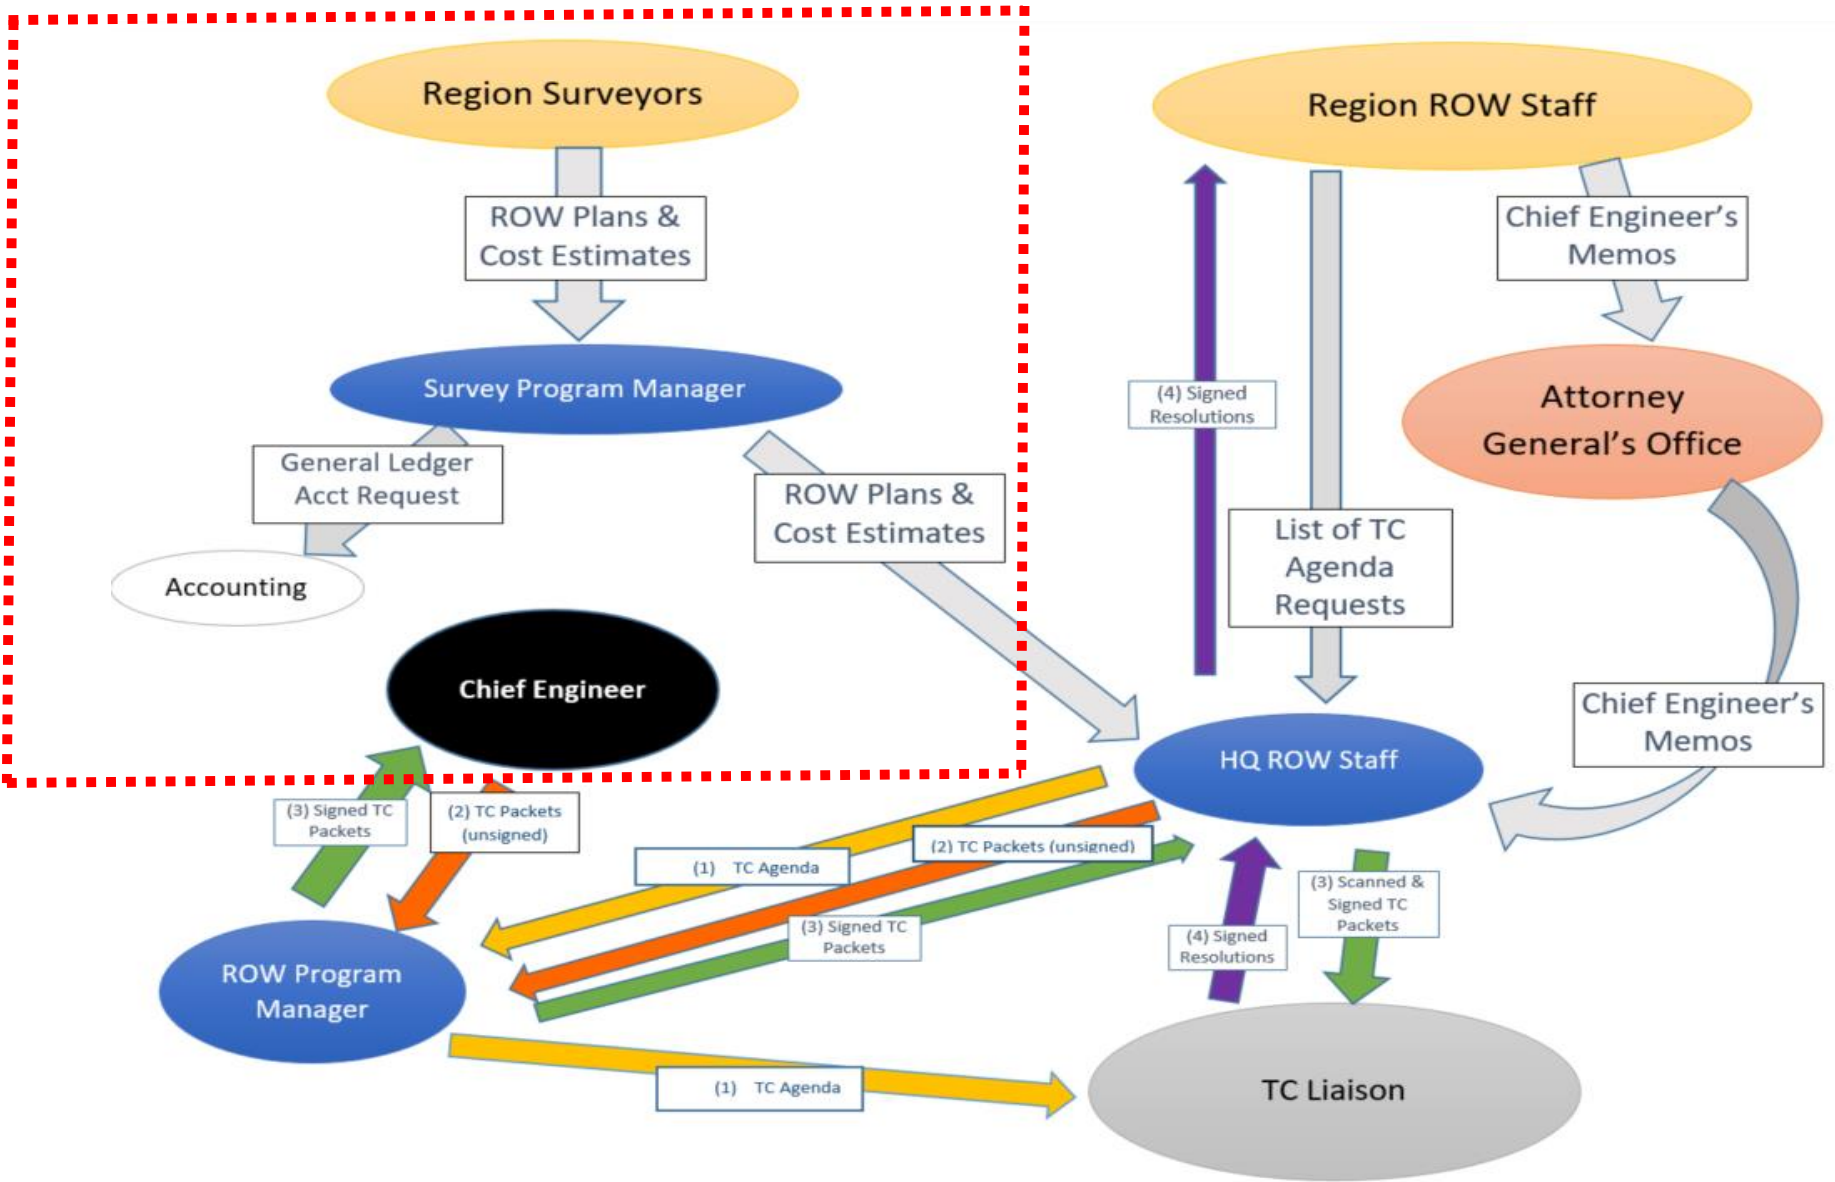 Region Surveyors
Region ROW Staff
ROW Plans &
Cost Estimates
Chief Engineer's
Memos
Survey Program Manager
(4) Signed
Resolutions
Attorney
General's Office
General Ledger
Acct Request
ROW Plans &
Cost Estimates
List of TC
Agenda
Requests
Accounting
Chief Engineer
Chief Engineer's
Memos
HQ ROW Staff
(3) Signed TC
Packets
(2) TC Packets
(unsigned)
(1) TC Agenda
(2) TC Packets (unsigned)
(3) Signed TC
Packets
(3) Scanned &
Signed TC
Packets
(4) Signed
Resolutions
ROW Program
Manager
(1) TC Agenda
TC Liaison